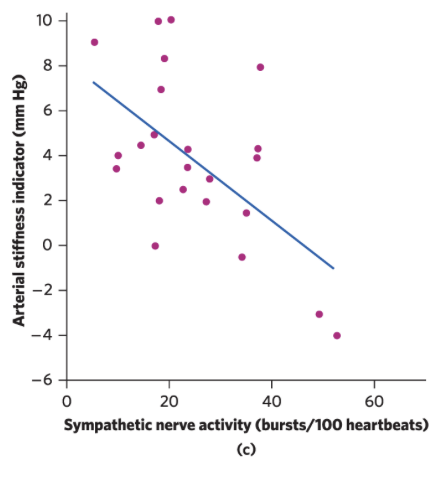 Arterial stiffness indicator (mm Hg)
10
8
6
4
2
0
−2
−4
−6
0 20 40 60
Sympathetic nerve activity (bursts/100 heartbeats)
(c)